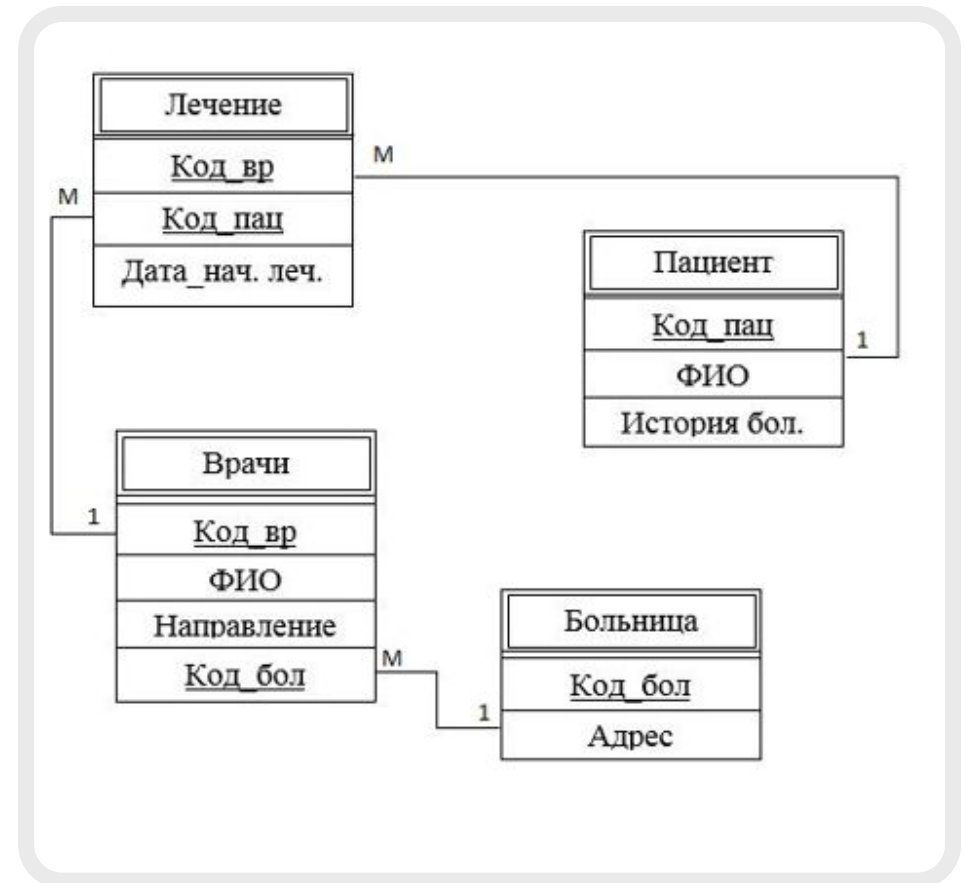 Лечение
Код_вр
Код_пац
Дата_нач. леч.
М
М
Пациент
Код_пац
ФИО
История бол.
1
Врачи
Код_вр
ФИО
Направление
Код_бол
1
М
Больница
Код_бол
Адрес
1